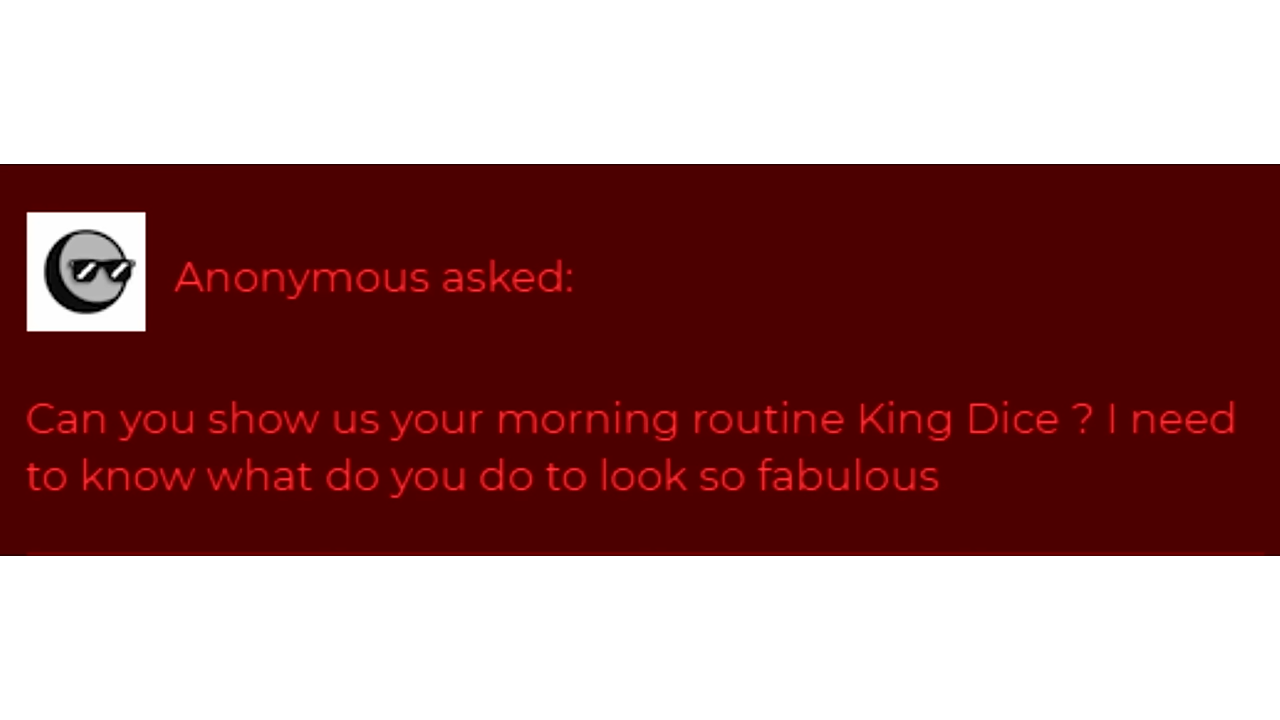 Anonymous asked:
Can you show us your morning routine King Dice ? I need
to know what do you do to look so fabulous